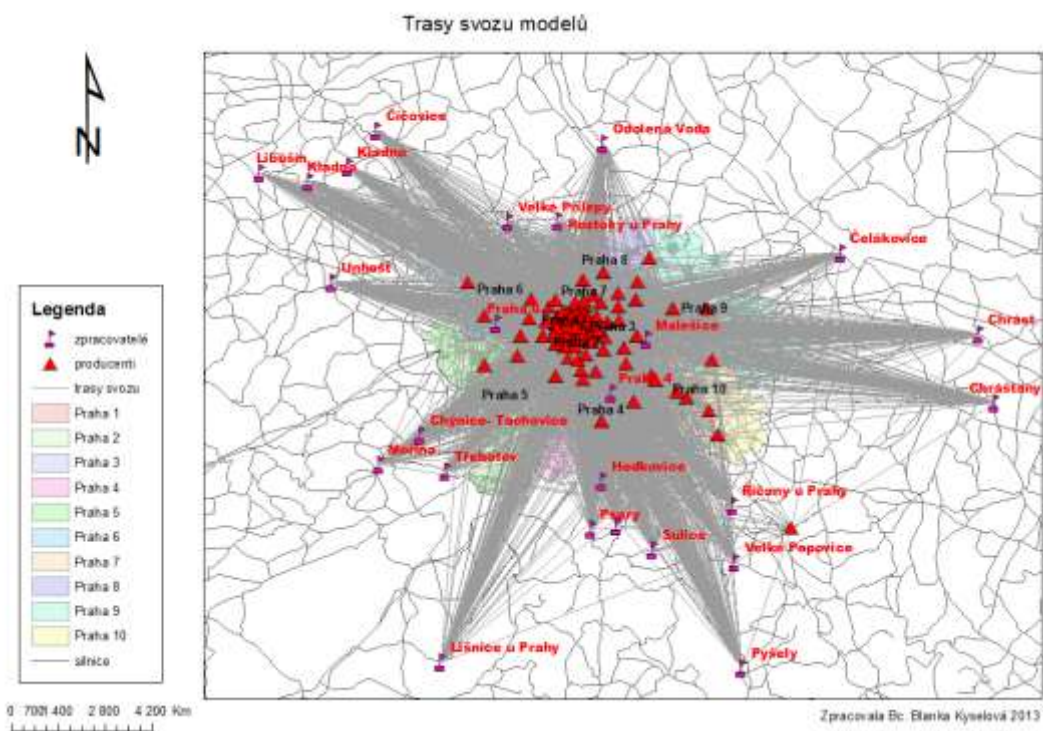 Trasy svozu modelů
N
Číčovice
Odolena Voda
Libušín
Kladno
Kladno
Velké Přílepy
Roztoky u Prahy
Praha 8
Čelákovice
Unhošť
Praha 6
Praha 7
Praha 9
Malešice
Chrást
Praha 5
Praha 4
Praha 10
Praha 4
Chrášťany
Chýnice- Tachovice
Mořina
Třebotov
Hodkovice
Psáry
Sulice
Říčany u Prahy
Velké Popovice
Líšnice u Prahy
Pyšely
Legenda
zpracovatelé
producenti
trasy svozu
Praha 1
Praha 2
Praha 3
Praha 4
Praha 5
Praha 6
Praha 7
Praha 8
Praha 9
Praha 10
silnice
0 700 1 400 2 800 4 200 Km
Zpracovala Bc. Blanka Kyselová 2013